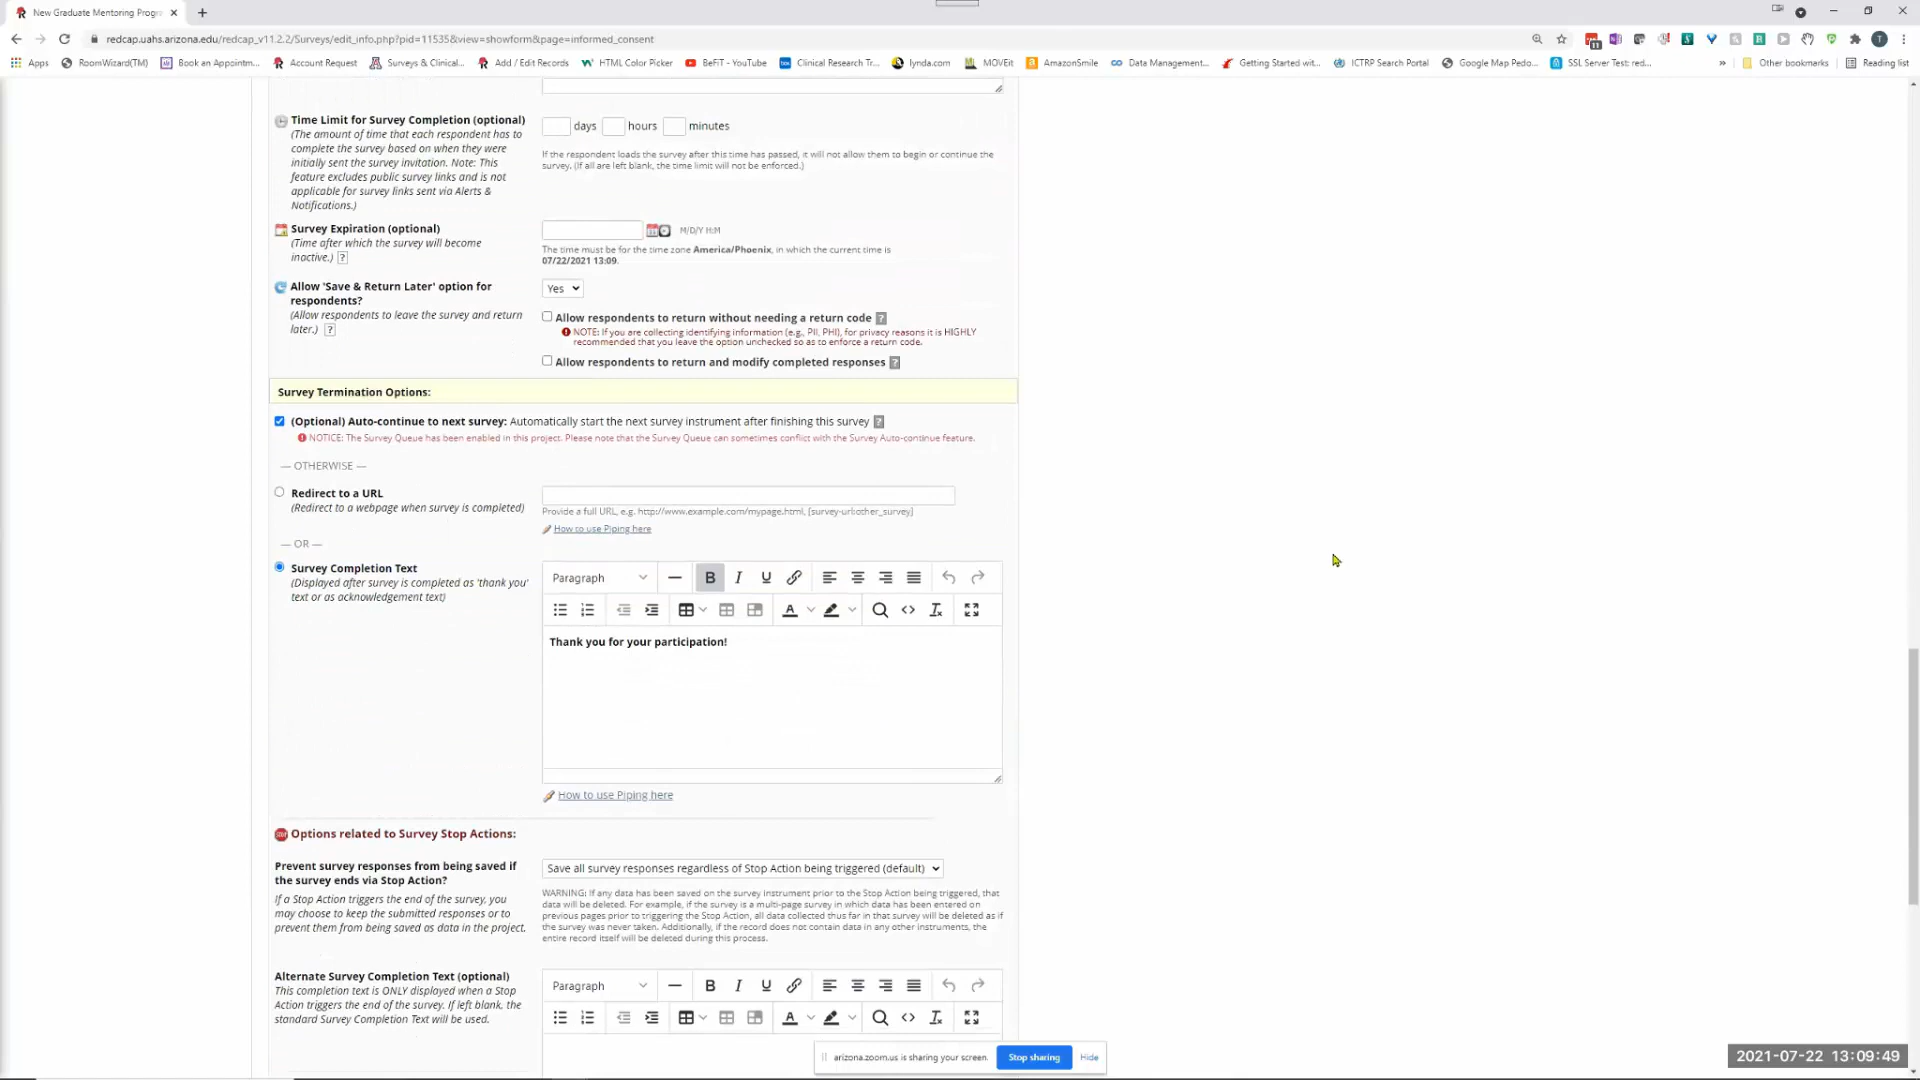 New Graduate Mentoring Progr
redcap.uahs.arizona.edu/redcap_v11.2.2/Surveys/edit_info.php?pid=11535&view=showform&page=informed_consent
Apps RoomWizard(TM) Book an Appointm... Account Request Surveys & Clinical... Add / Edit Records HTML Color Picker BeFiT - YouTube Clinical Research Tr... lynda.com MOVEit AmazonSmile Data Management... Getting Started wit... ICTRP Search Portal Google Map Pedo... SSL Server Test: red... » Other bookmarks Reading list
Time Limit for Survey Completion (optional)
(The amount of time that each respondent has to
complete the survey based on when they were
initially sent the survey invitation. Note: This
feature excludes public survey links and is not
applicable for survey links sent via Alerts &
Notifications.)
days hours minutes
If the respondent loads the survey after this time has passed, it will not allow them to begin or continue the
survey. (If all are left blank, the time limit will not be enforced.)
Survey Expiration (optional)
(Time after which the survey will become
inactive.) ?
M/D/Y H:M
The time must be for the time zone America/Phoenix, in which the current time is
07/22/2021 13:09.
Allow 'Save & Return Later' option for
respondents?
(Allow respondents to leave the survey and return
later.) ?
Yes
Allow respondents to return without needing a return code ?
NOTE: If you are collecting identifying information (e.g., PII, PHI), for privacy reasons it is HIGHLY
recommended that you leave the option unchecked so as to enforce a return code.
Allow respondents to return and modify completed responses ?
Survey Termination Options:
(Optional) Auto-continue to next survey: Automatically start the next survey instrument after finishing this survey ?
NOTICE: The Survey Queue has been enabled in this project. Please note that the Survey Queue can sometimes conflict with the Survey Auto-continue feature.
— OTHERWISE —
Redirect to a URL
(Redirect to a webpage when survey is completed)
Provide a full URL, e.g. http://www.example.com/mypage.html, [survey-url:other_survey]
How to use Piping here
— OR —
Survey Completion Text
(Displayed after survey is completed as 'thank you'
text or as acknowledgement text)
Paragraph B I U
A
Thank you for your participation!
How to use Piping here
STOP Options related to Survey Stop Actions:
Prevent survey responses from being saved if
the survey ends via Stop Action?
If a Stop Action triggers the end of the survey, you
may choose to keep the submitted responses or to
prevent them from being saved as data in the project.
Save all survey responses regardless of Stop Action being triggered (default)
WARNING: If any data has been saved on the survey instrument prior to the Stop Action being triggered, that
data will be deleted. For example, if the survey is a multi-page survey in which data has been entered on
previous pages prior to triggering the Stop Action, all data collected thus far in that survey will be deleted as if
the survey was never taken. Additionally, if the record does not contain data in any other instruments, the
entire record itself will be deleted during this process.
Alternate Survey Completion Text (optional)
This completion text is ONLY displayed when a Stop
Action triggers the end of the survey. If left blank, the
standard Survey Completion Text will be used.
Paragraph B I U
A
arizona.zoom.us is sharing your screen. Stop sharing Hide
2021-07-22 13:09:49